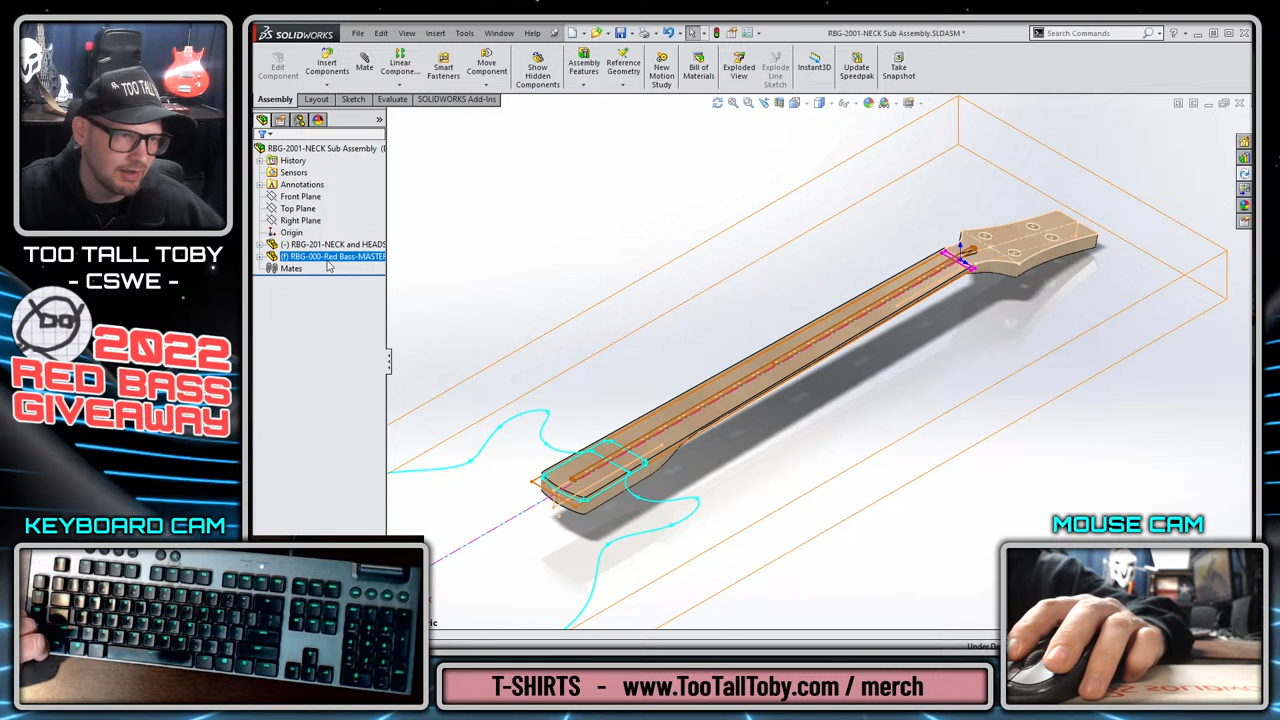 TOO TALL
TOO TALL TOBY
- CSWE -
2022
RED BASS
GIVEAWAY
KEYBOARD CAM
SOLIDWORKS File Edit View Insert Tools Window Help RBG-2001-NECK Sub Assembly.SLDASM * Search Commands
Edit Component
Insert Components
Mate
Linear Compone...
Smart Fasteners
Move Component
Show Hidden Components
Assembly Features
Reference Geometry
New Motion Study
Bill of Materials
Exploded View
Explode Line Sketch
Instant3D
Update Speedpak
Take Snapshot
Assembly Layout Sketch Evaluate SOLIDWORKS Add-Ins
RBG-2001-NECK Sub Assembly (D
History
Sensors
Annotations
Front Plane
Top Plane
Right Plane
Origin
(-) RBG-201-NECK and HEADS
(f) RBG-000-Red Bass-MASTER
Mates
MOUSE CAM
T-SHIRTS - www.TooTallToby.com / merch